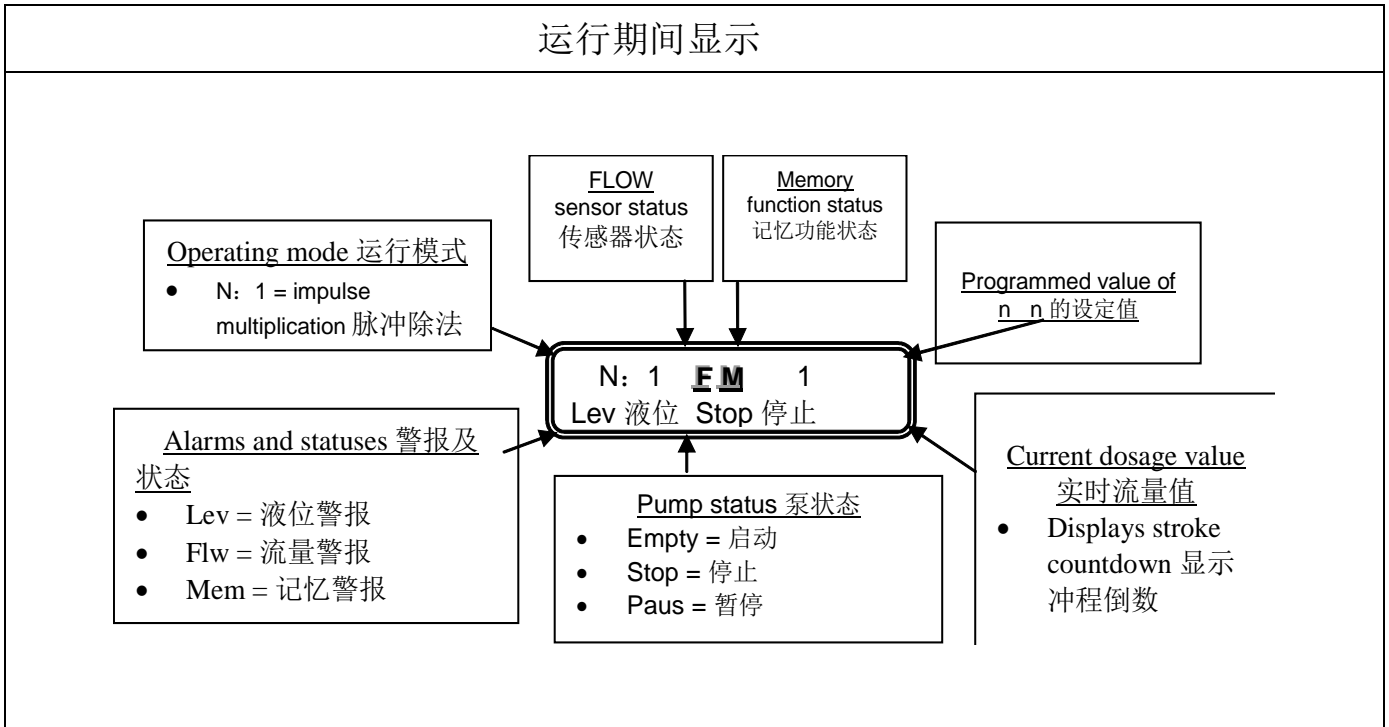 运行期间显示
FLOW
sensor status
传感器状态
Memory
function status
记忆功能状态
Operating mode 运行模式
• N：1 = impulse
multiplication 脉冲除法
Programmed value of
n n 的设定值
N：1 F M 1
Lev 液位 Stop 停止
Alarms and statuses 警报及
状态
• Lev = 液位警报
• Flw = 流量警报
• Mem = 记忆警报
Pump status 泵状态
• Empty = 启动
• Stop = 停止
• Paus = 暂停
Current dosage value
实时流量值
• Displays stroke
countdown 显示
冲程倒数